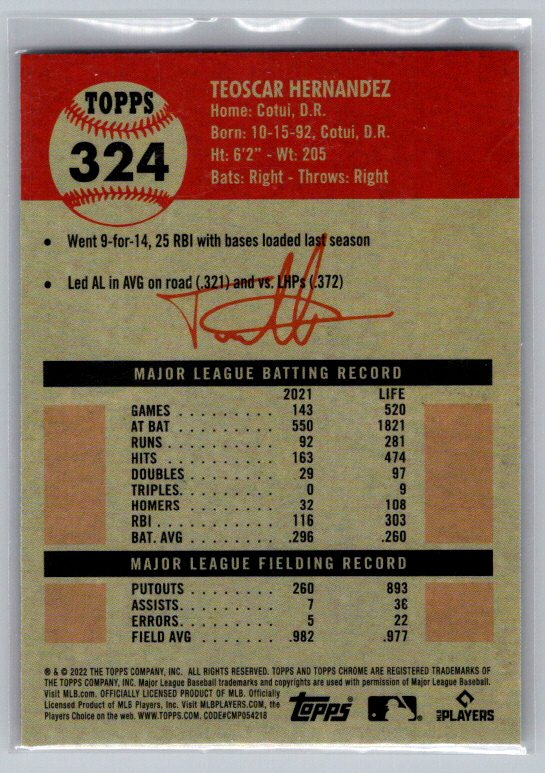 TOPPS
324
TEOSCAR HERNANDEZ
Home: Cotui, D.R.
Born: 10-15-92, Cotui, D.R.
Ht: 6'2" - Wt: 205
Bats: Right - Throws: Right
• Went 9-for-14, 25 RBI with bases loaded last season
• Led AL in AVG on road (.321) and vs. LHPs (.372)
MAJOR LEAGUE BATTING RECORD
2021 LIFE
GAMES . . . . . . . . . 143 520
AT BAT . . . . . . . . . 550 1821
RUNS . . . . . . . . . 92 281
HITS . . . . . . . . . 163 474
DOUBLES . . . . . . . . 29 97
TRIPLES. . . . . . . . . 0 9
HOMERS . . . . . . . . 32 108
RBI . . . . . . . . . . 116 303
BAT. AVG . . . . . . . . .296 .260
MAJOR LEAGUE FIELDING RECORD
PUTOUTS . . . . . . . . 260 893
ASSISTS. . . . . . . . . 7 36
ERRORS. . . . . . . . . 5 22
FIELD AVG . . . . . . . .982 .977
® & © 2022 THE TOPPS COMPANY, INC. ALL RIGHTS RESERVED. TOPPS AND TOPPS CHROME ARE REGISTERED TRADEMARKS OF
THE TOPPS COMPANY, INC. Major League Baseball trademarks and copyrights are used with permission of Major League Baseball.
Visit MLB.com. OFFICIALLY LICENSED PRODUCT OF MLB. Officially
Licensed Product of MLB Players, Inc. Visit MLBPLAYERS.COM, the
Players Choice on the web. WWW.TOPPS.COM. CODE#CMP054218
Topps
MLB PLAYERS